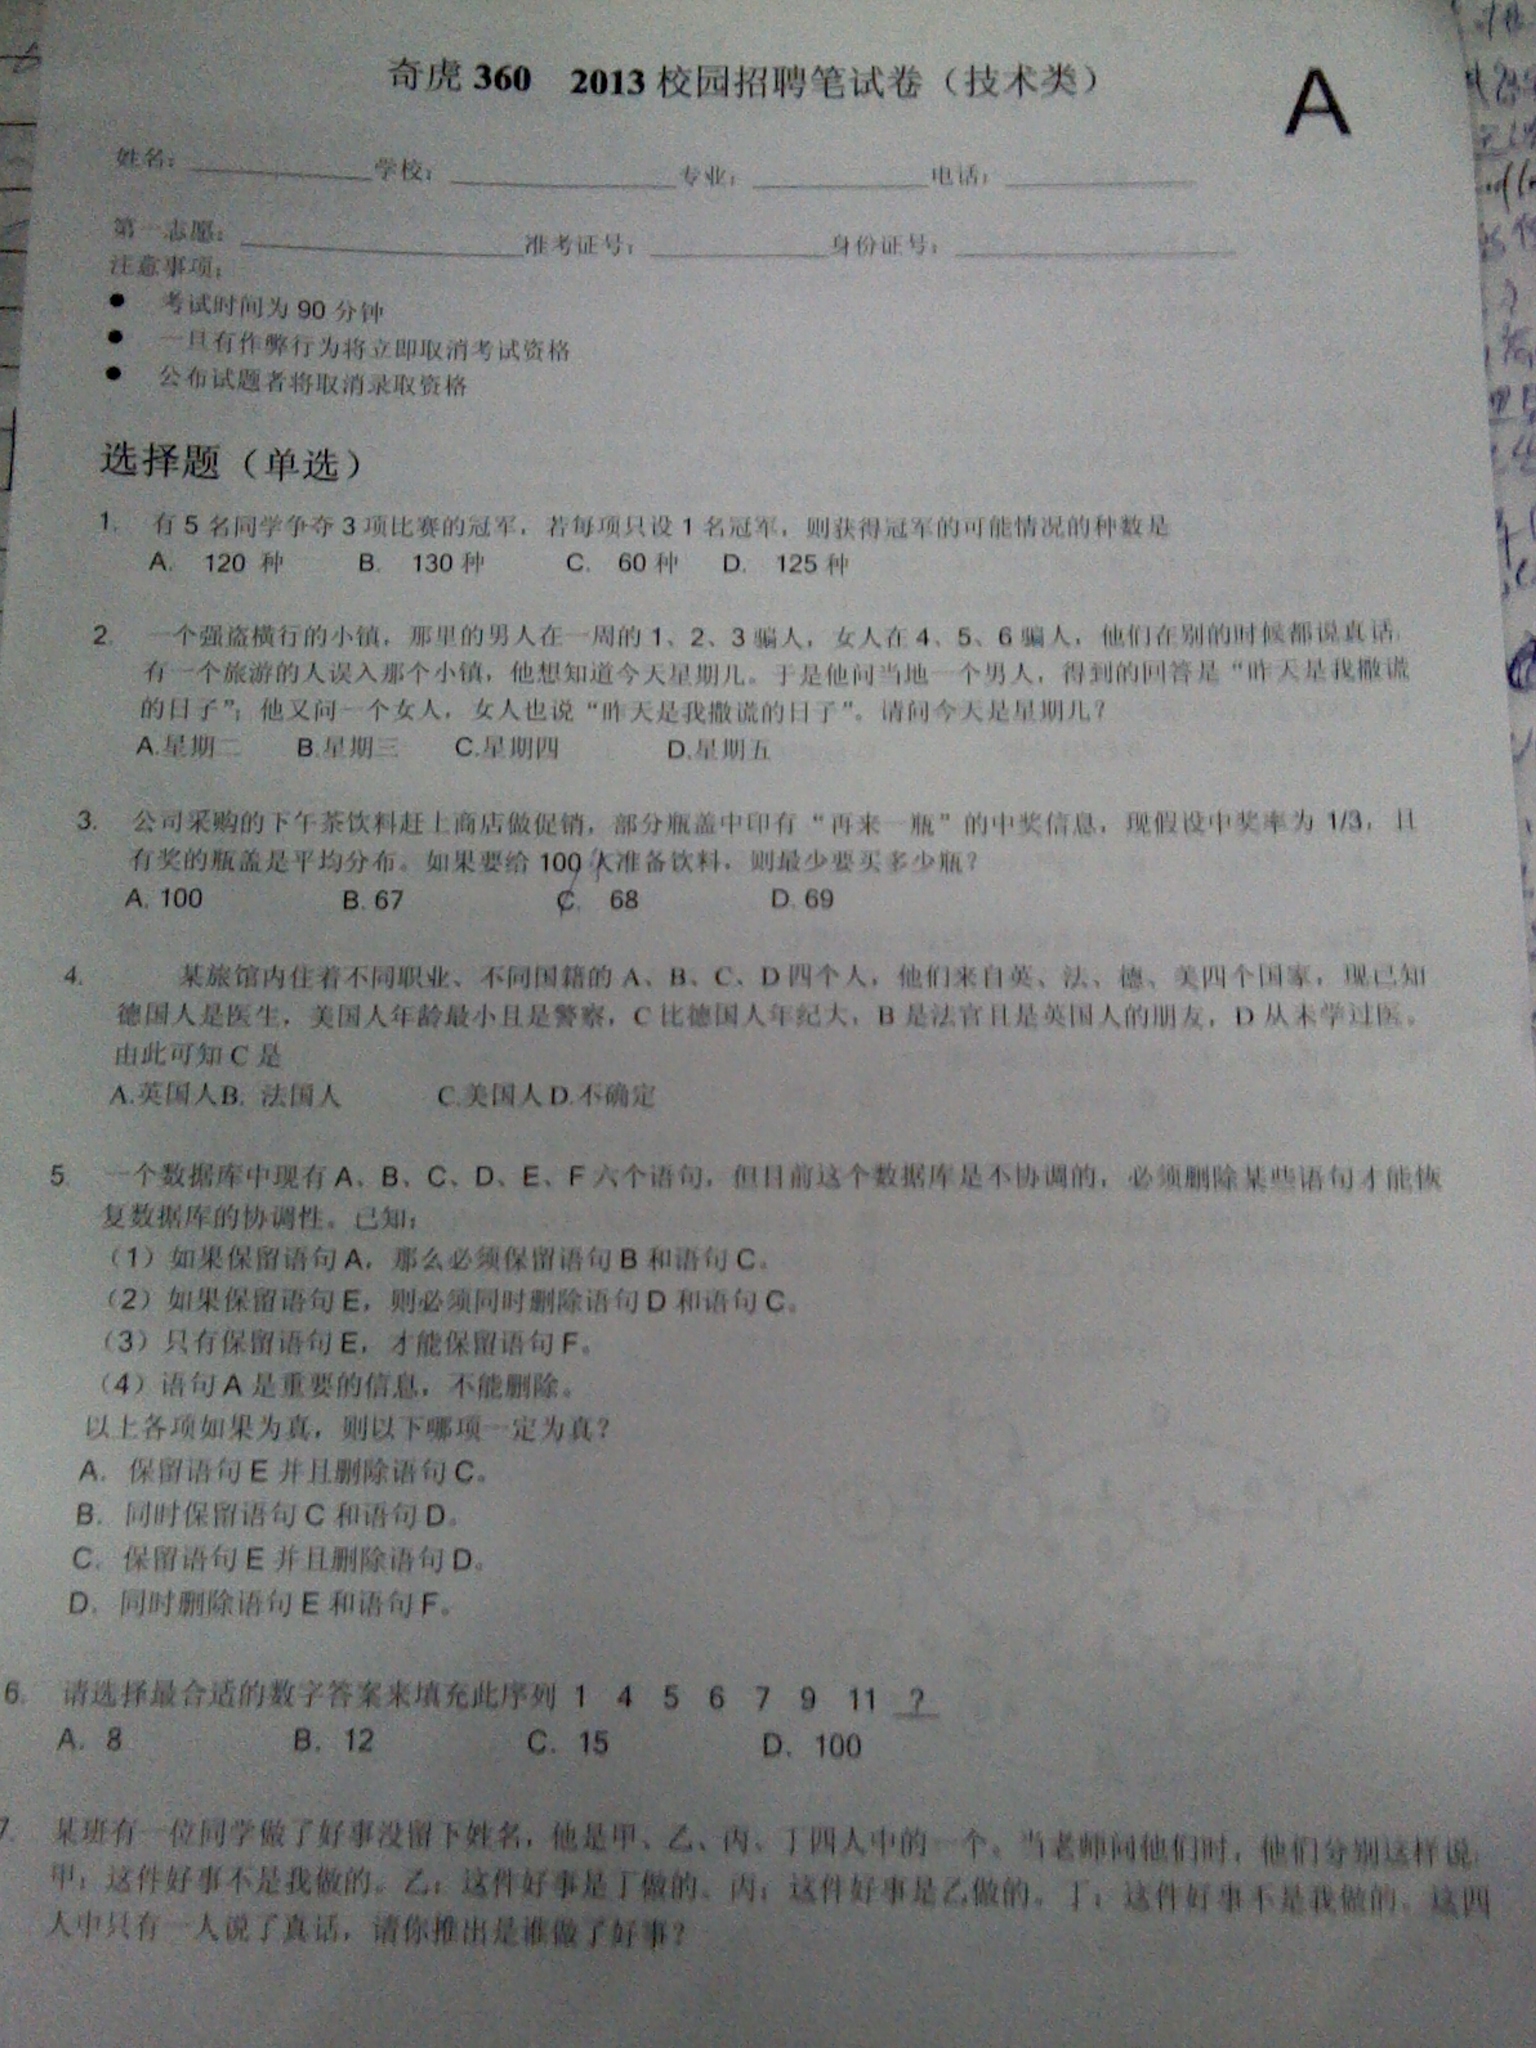 奇虎 360 2013 校园招聘笔试卷（技术类）
A
姓名： 学校： 专业： 电话：
第一志愿： 准考证号： 身份证号：
注意事项：
● 考试时间为 90 分钟
● 一旦有作弊行为将立即取消考试资格
● 公布试题者将取消录取资格
选择题（单选）
1. 有 5 名同学争夺 3 项比赛的冠军，若每项只设 1 名冠军，则获得冠军的可能情况的种数是
A. 120 种 B. 130 种 C. 60 种 D. 125 种
2. 一个强盗横行的小镇，那里的男人在一周的 1、2、3 骗人，女人在 4、5、6 骗人，他们在别的时候都说真话.
有一个旅游的人误入那个小镇，他想知道今天星期几。于是他问当地一个男人，得到的回答是“昨天是我撒谎
的日子”；他又问一个女人，女人也说“昨天是我撒谎的日子”。请问今天是星期几？
A.星期二 B.星期三 C.星期四 D.星期五
3. 公司采购的下午茶饮料赶上商店做促销，部分瓶盖中印有“再来一瓶”的中奖信息，现假设中奖率为 1/3，且
有奖的瓶盖是平均分布。如果要给 100 人准备饮料，则最少要买多少瓶？
A. 100 B. 67 C. 68 D. 69
4. 某旅馆内住着不同职业、不同国籍的 A、B、C、D 四个人，他们来自英、法、德、美四个国家，现已知
德国人是医生，美国人年龄最小且是警察，C 比德国人年纪大，B 是法官且是英国人的朋友，D 从未学过医。
由此可知 C 是
A.英国人B. 法国人 C.美国人 D.不确定
5. 一个数据库中现有 A、B、C、D、E、F 六个语句，但目前这个数据库是不协调的，必须删除某些语句才能恢
复数据库的协调性。已知：
（1）如果保留语句 A，那么必须保留语句 B 和语句 C。
（2）如果保留语句 E，则必须同时删除语句 D 和语句 C。
（3）只有保留语句 E，才能保留语句 F。
（4）语句 A 是重要的信息，不能删除。
以上各项如果为真，则以下哪项一定为真？
A. 保留语句 E 并且删除语句 C。
B. 同时保留语句 C 和语句 D。
C. 保留语句 E 并且删除语句 D。
D. 同时删除语句 E 和语句 F。
6. 请选择最合适的数字答案来填充此序列 1 4 5 6 7 9 11 ?
A. 8 B. 12 C. 15 D. 100
7. 某班有一位同学做了好事没留下姓名，他是甲、乙、丙、丁四人中的一个。当老师问他们时，他们分别这样说:
甲：这件好事不是我做的。乙：这件好事是丁做的。丙：这件好事是乙做的。丁：这件好事不是我做的。这四
人中只有一人说了真话，请你推出是谁做了好事？